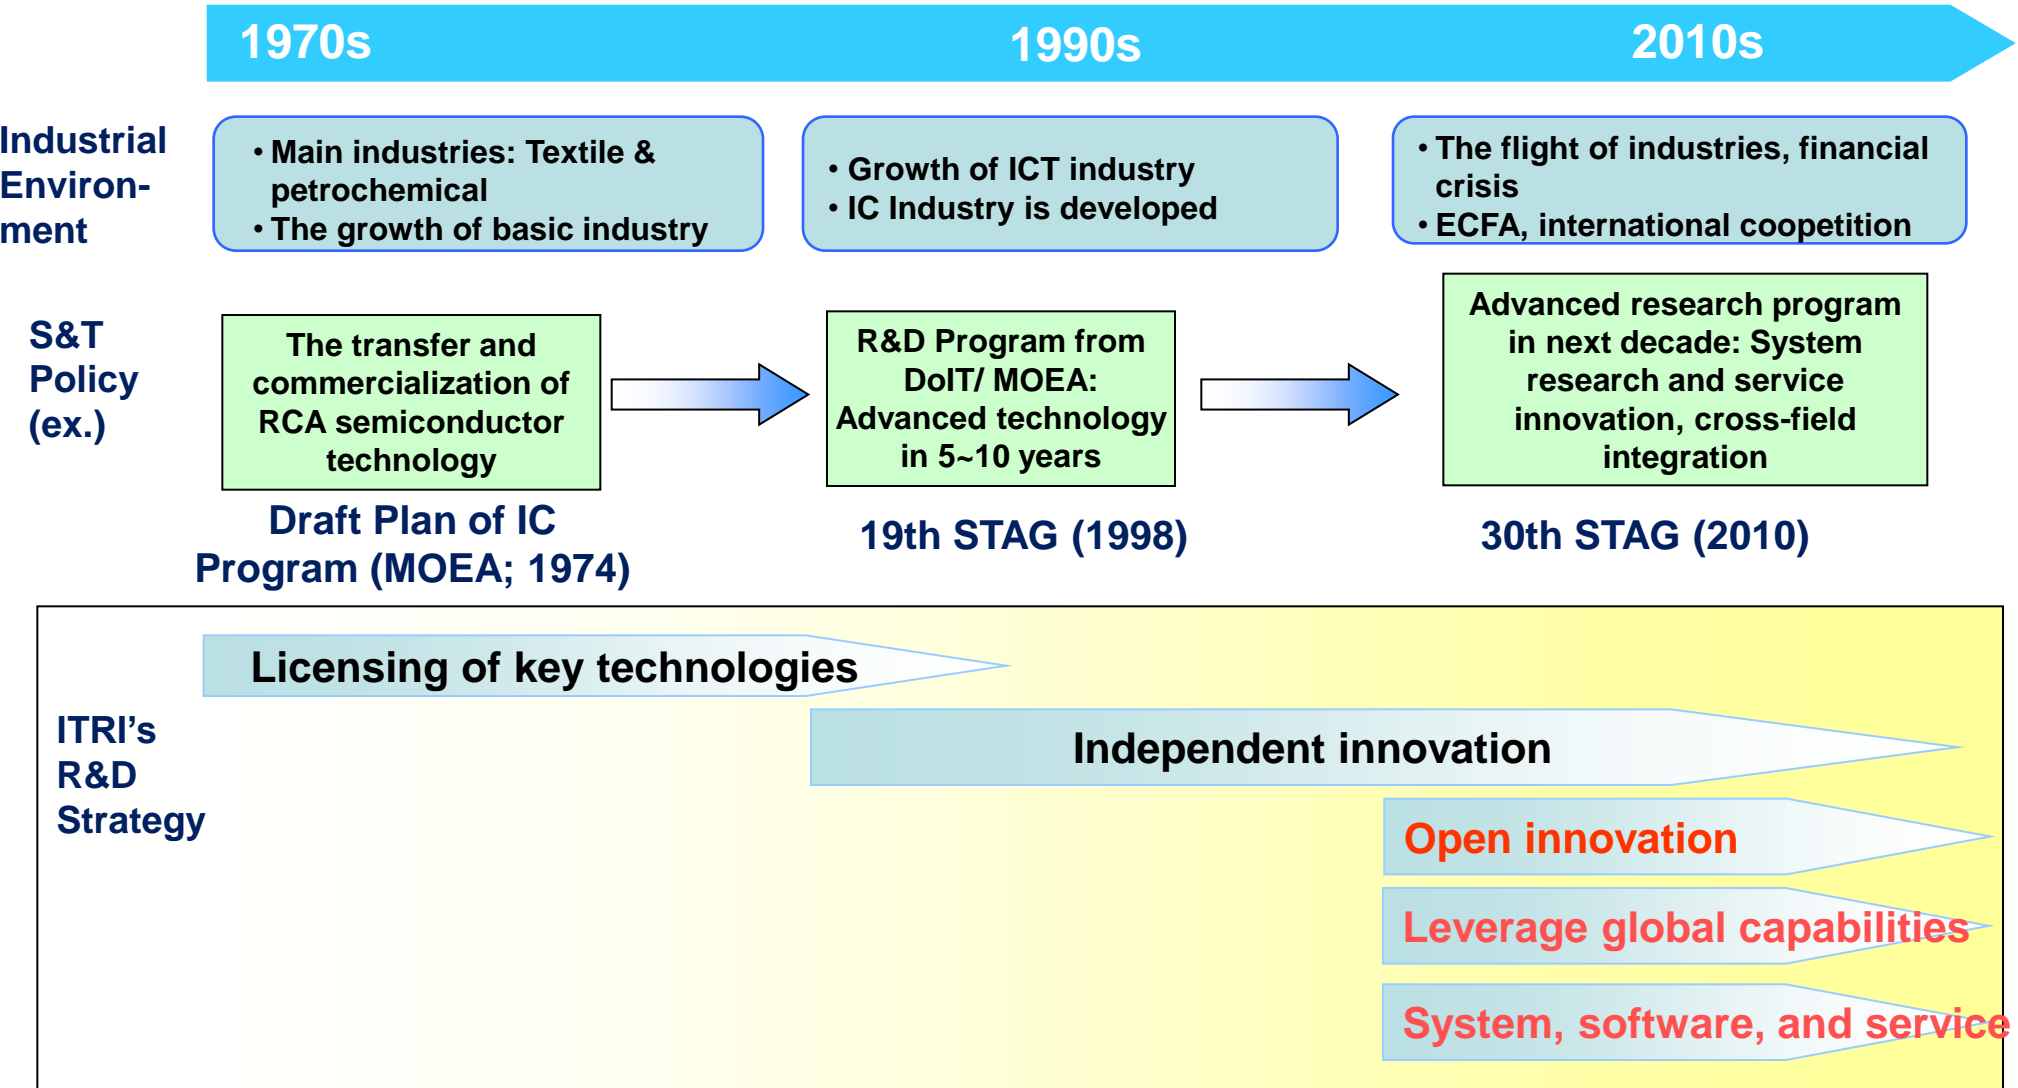 1970s
1990s
2010s
Industrial
Environ-
ment
• Main industries: Textile &
petrochemical
• The growth of basic industry
• Growth of ICT industry
• IC Industry is developed
• The flight of industries, financial
crisis
• ECFA, international coopetition
S&T
Policy
(ex.)
The transfer and
commercialization of
RCA semiconductor
technology
R&D Program from
DoIT/ MOEA:
Advanced technology
in 5~10 years
Advanced research program
in next decade: System
research and service
innovation, cross-field
integration
Draft Plan of IC
Program (MOEA; 1974)
19th STAG (1998)
30th STAG (2010)
ITRI’s
R&D
Strategy
Licensing of key technologies
Independent innovation
Open innovation
Leverage global capabilities
System, software, and service